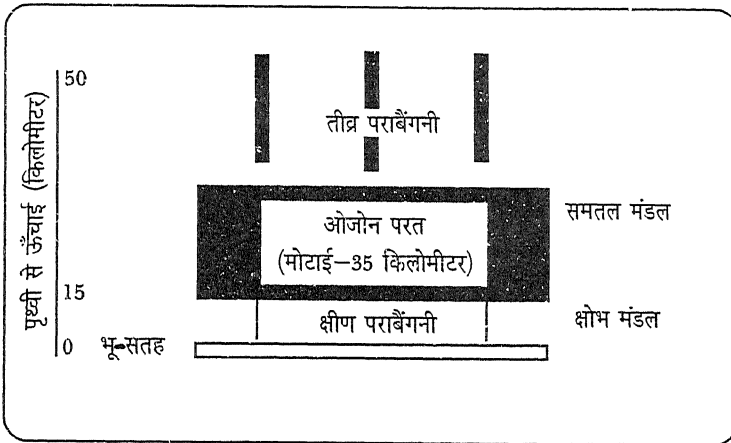 50
तीव्र पराबैंगनी
पृथ्वी से ऊँचाई (किलोमीटर)
समतल मंडल
ओजोन परत
(मोटाई–35 किलोमीटर)
15
क्षीण पराबैंगनी
क्षोभ मंडल
0
भू-सतह